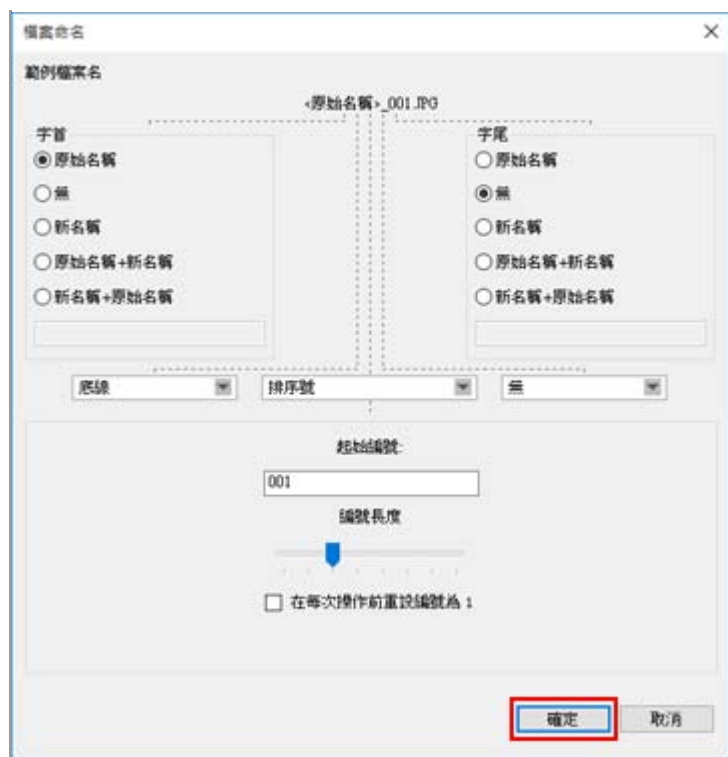 檔案命名
範例檔案名
<原始名稱>_001.JPG
字首
原始名稱
無
新名稱
原始名稱+新名稱
新名稱+原始名稱
字尾
原始名稱
無
新名稱
原始名稱+新名稱
新名稱+原始名稱
底線
排序號
無
起始編號:
001
編號長度
在每次操作前重設編號為 1
確定
取消